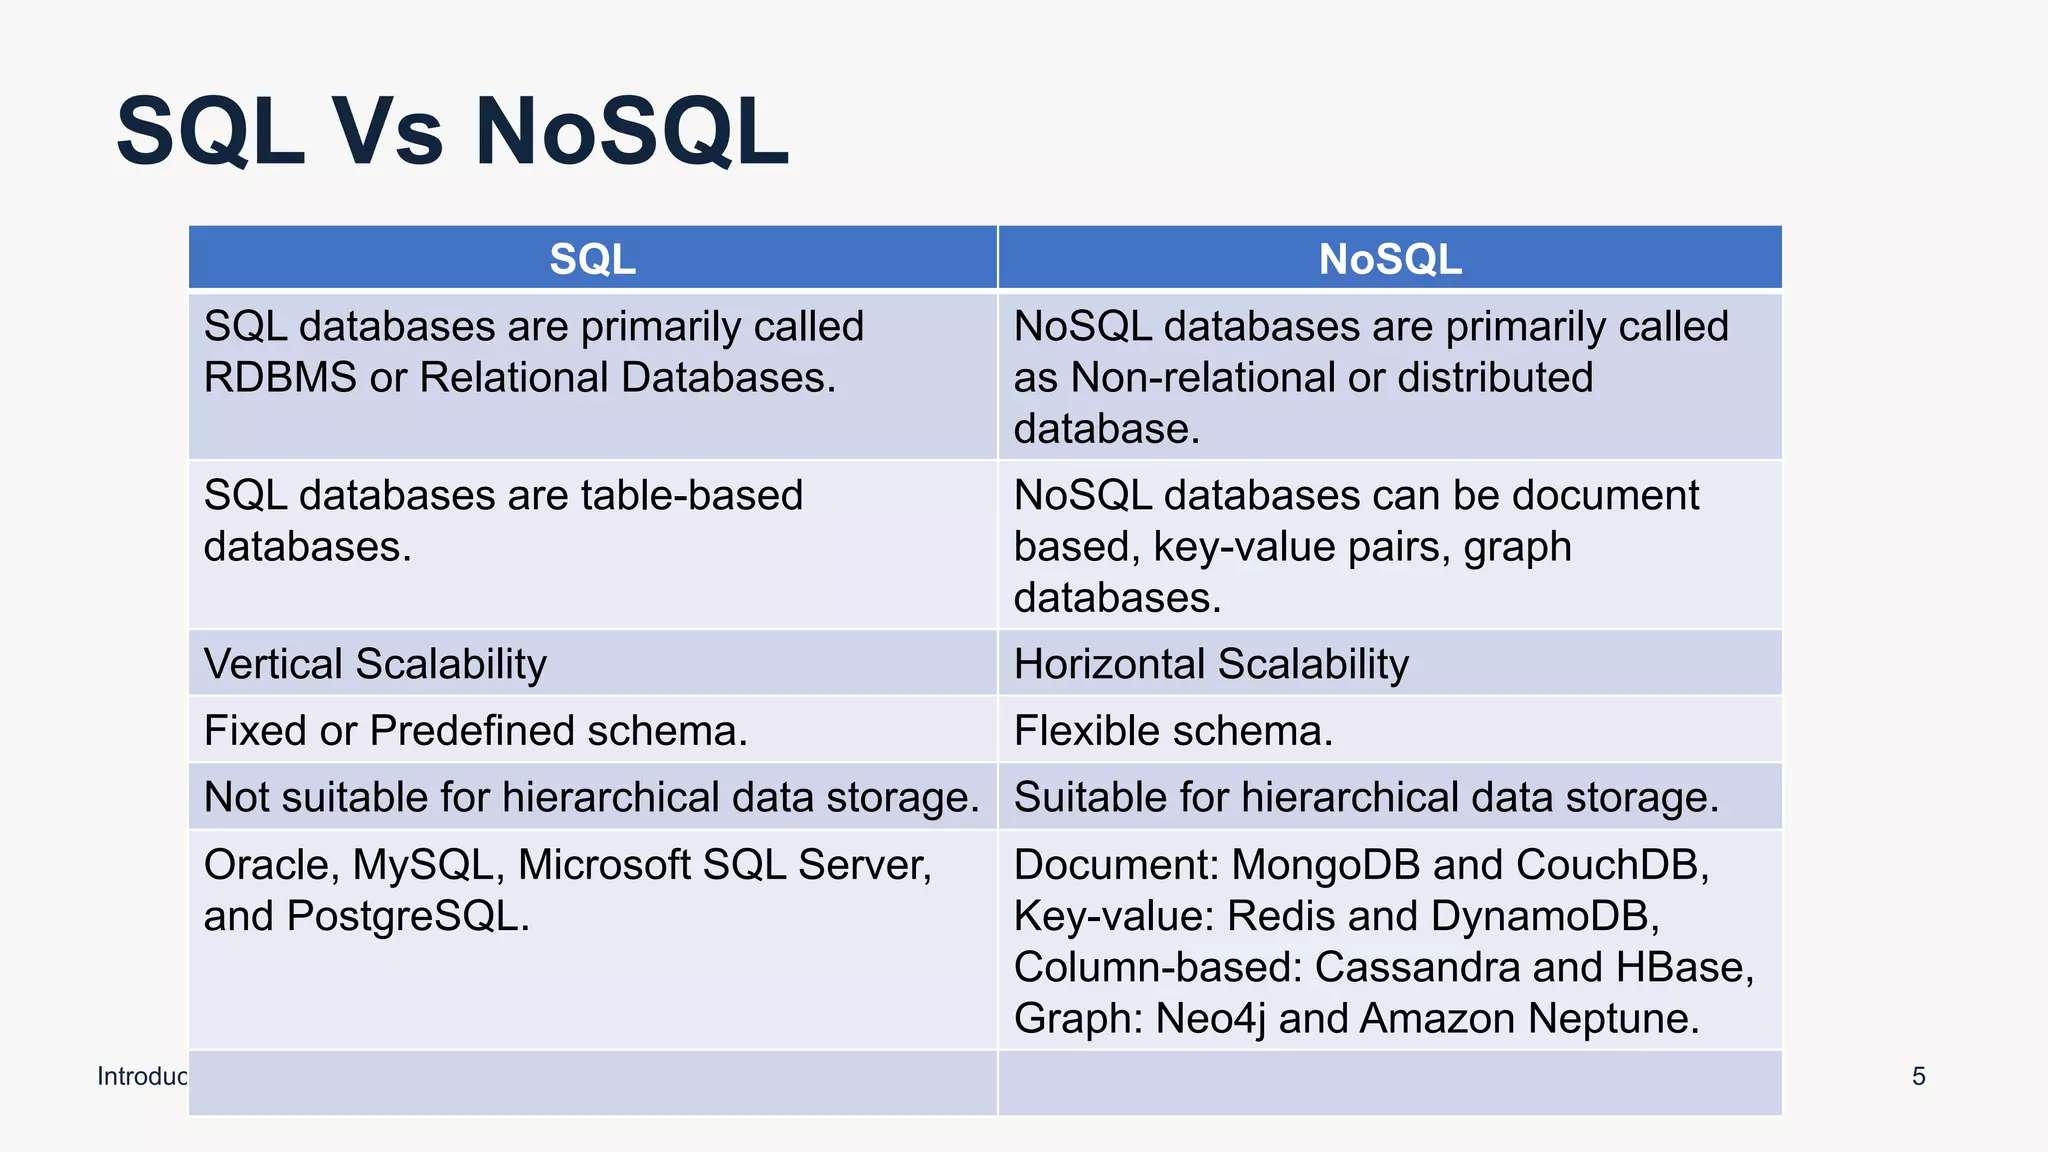 SQL Vs NoSQL
SQL
NoSQL
SQL databases are primarily called
RDBMS or Relational Databases.
NoSQL databases are primarily called
as Non-relational or distributed
database.
SQL databases are table-based
databases.
NoSQL databases can be document
based, key-value pairs, graph
databases.
Vertical Scalability
Horizontal Scalability
Fixed or Predefined schema.
Flexible schema.
Not suitable for hierarchical data storage.
Suitable for hierarchical data storage.
Oracle, MySQL, Microsoft SQL Server,
and PostgreSQL.
Document: MongoDB and CouchDB,
Key-value: Redis and DynamoDB,
Column-based: Cassandra and HBase,
Graph: Neo4j and Amazon Neptune.
Introduc
5